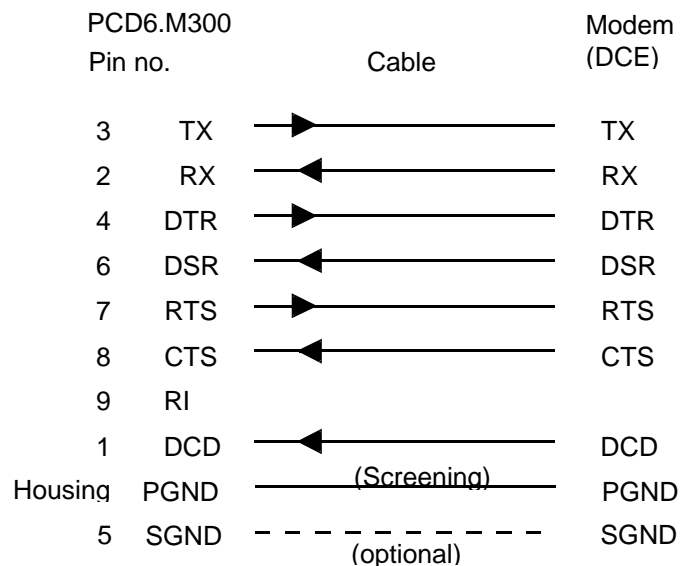 PCD6.M300 Modem
Pin no. Cable (DCE)
3 TX TX
2 RX RX
4 DTR DTR
6 DSR DSR
7 RTS RTS
8 CTS CTS
9 RI
1 DCD DCD
(Screening)
Housing PGND PGND
5 SGND SGND
(optional)